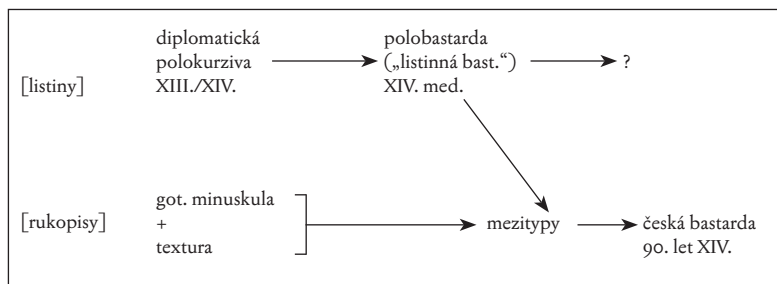 diplomatická
polokurziva
XIII./XIV.
polobastarda
(„listinná bast.“)
XIV. med.
?
[listiny]
got. minuskula
+
textura
[rukopisy]
mezitypy
česká bastarda
90. let XIV.